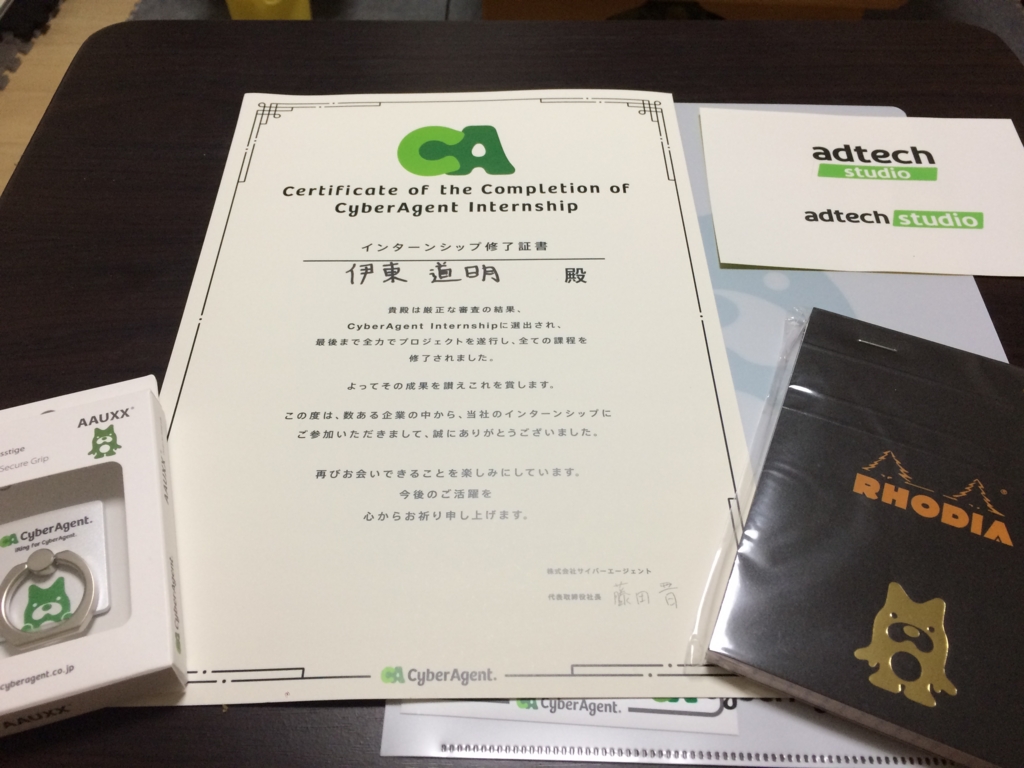 CA
Certificate of the Completion of
CyberAgent Internship
インターンシップ修了証書
伊東 道明 殿
貴殿は厳正な審査の結果、
CyberAgent Internshipに選出され、
最後まで全力でプロジェクトを遂行し、全ての課程を
修了されました。
よってその成果を讃えこれを賞します。
この度は、数ある企業の中から、当社のインターンシップに
ご参加いただきまして、誠にありがとうございました。
再びお会いできることを楽しみにしています。
今後のご活躍を
心からお祈り申し上げます。
株式会社サイバーエージェント
代表取締役社長 藤田 晋
CA CyberAgent.
adtech
studio
adtech studio
RHODIA
AAUXX
Secure Grip
CA CyberAgent.
iRing For CyberAgent.
cyberagent.co.jp
AAUXX
CyberAgent.
CA CyberAgent.